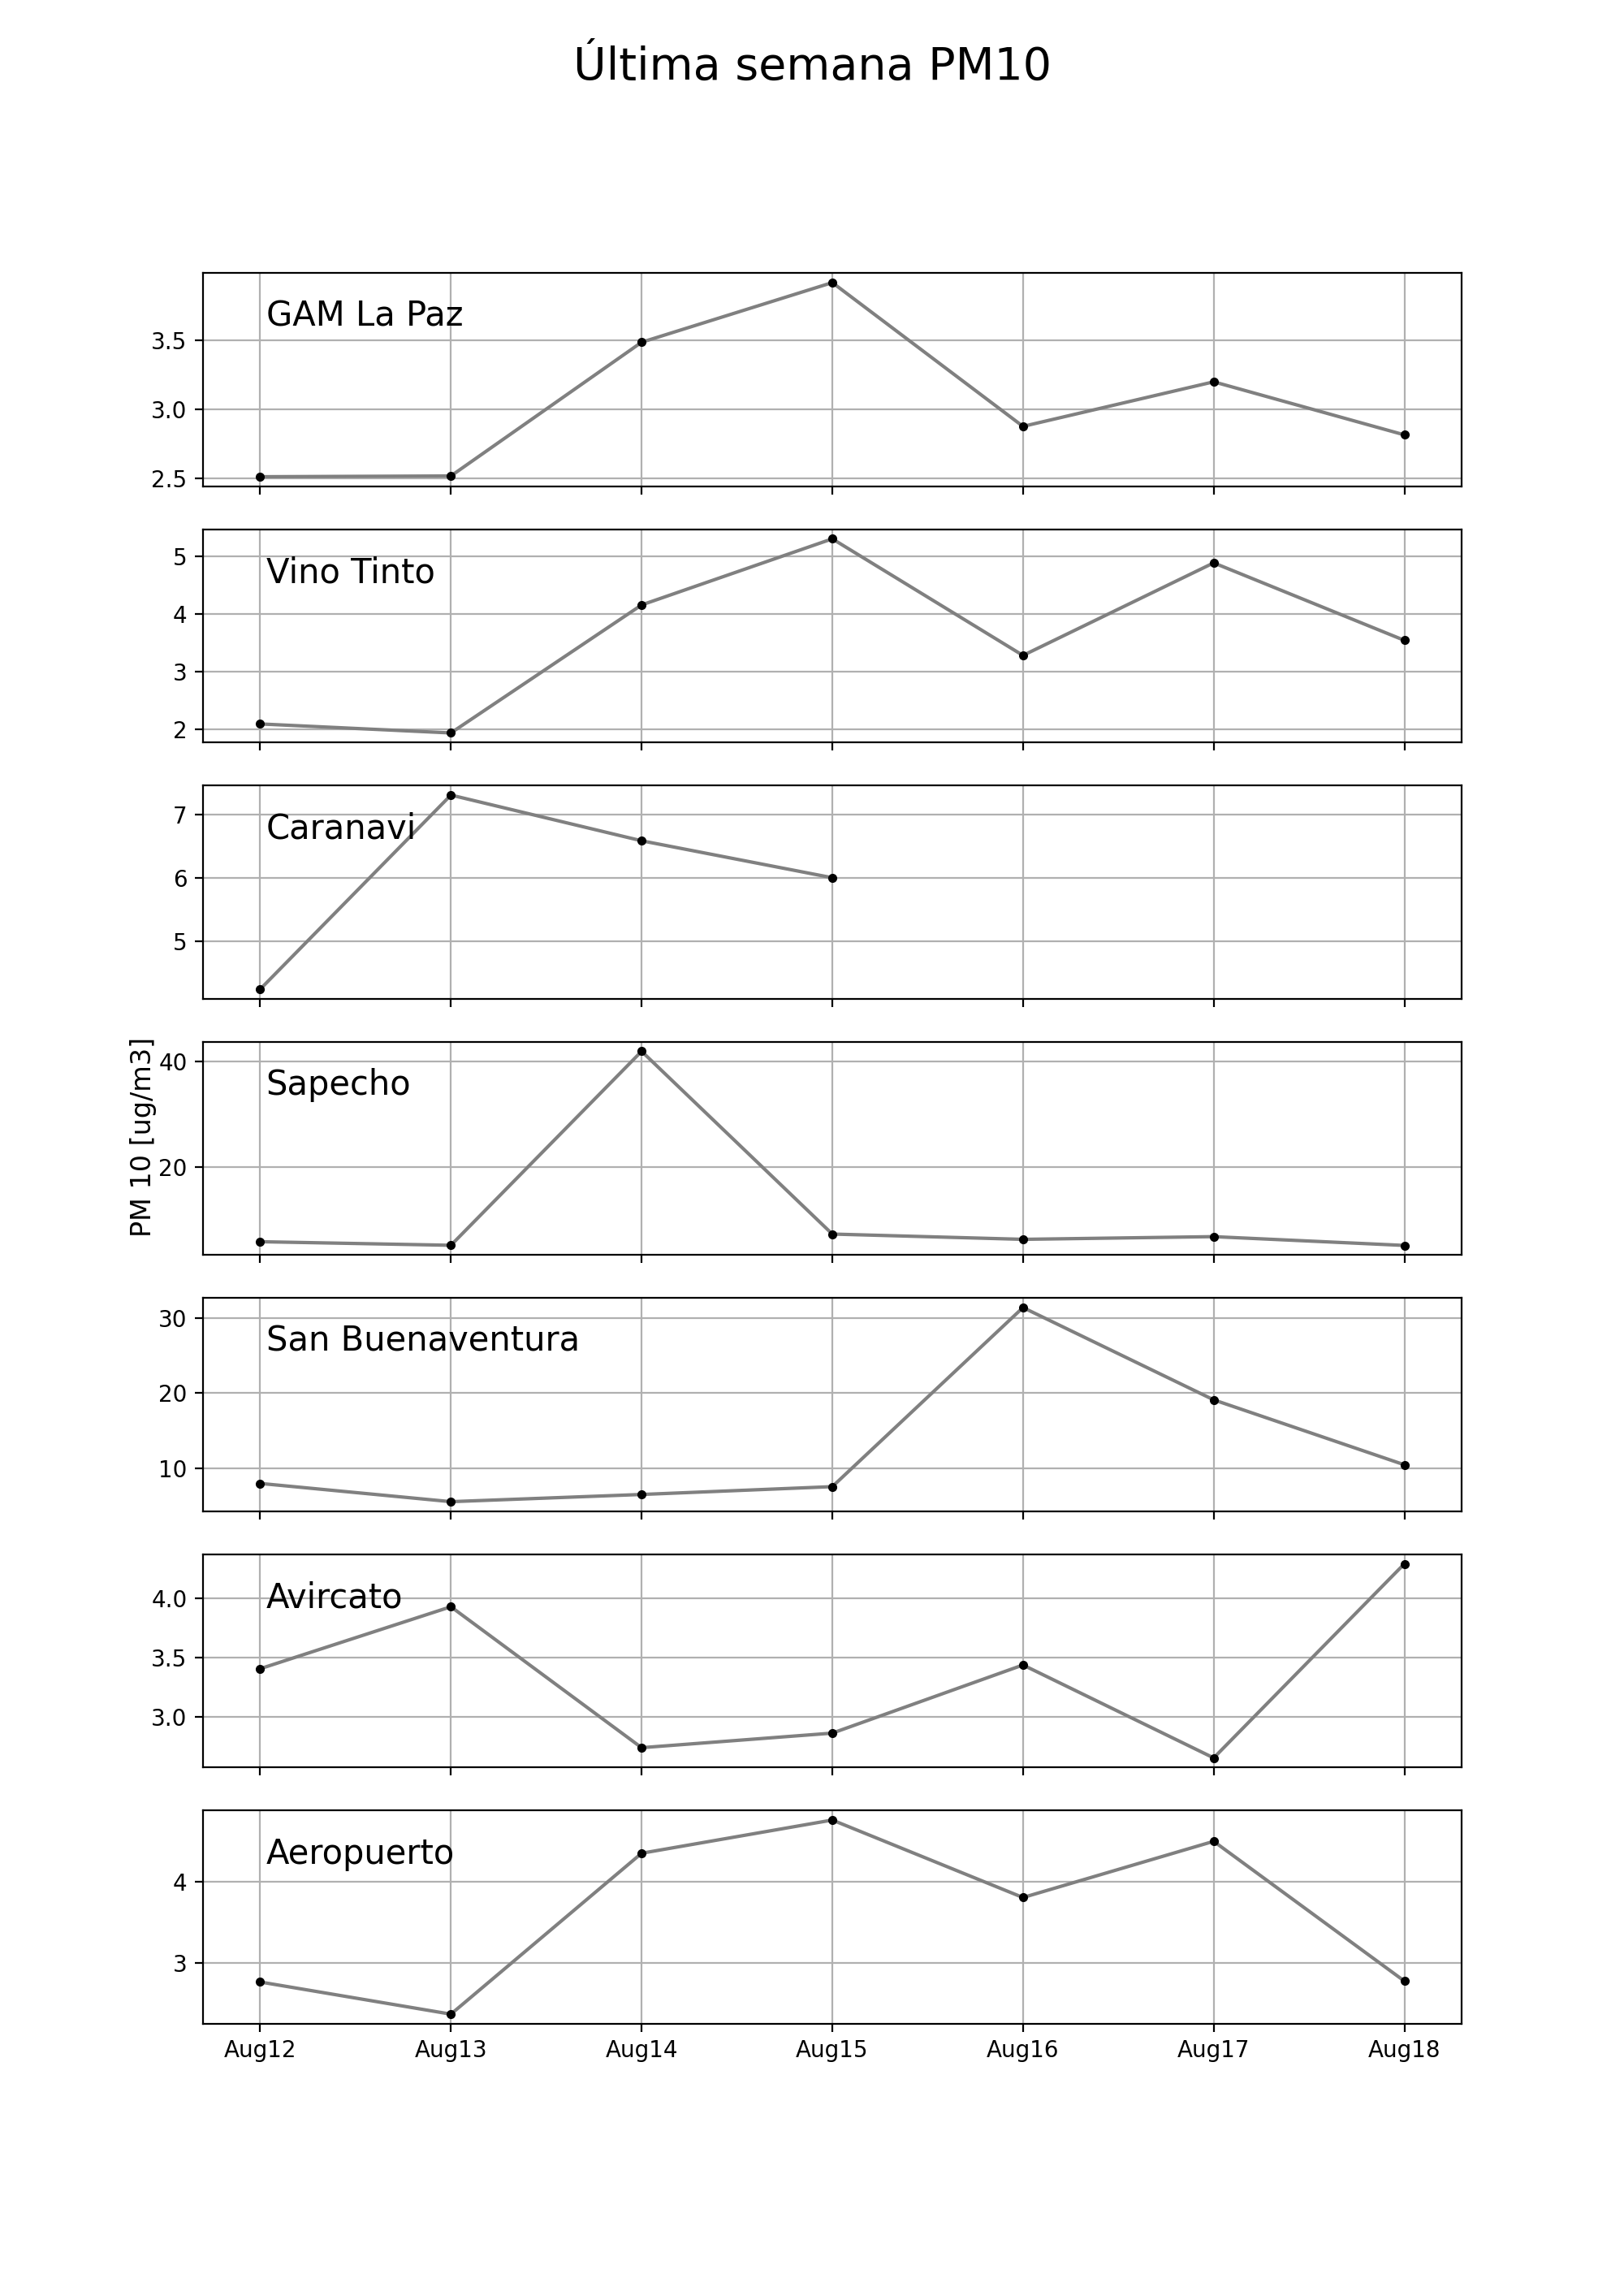 Última semana PM10
GAM La Paz
3.5
3.0
2.5
Vino Tinto
5
4
3
2
Caranavi
7
6
5
PM 10 [ug/m3]
Sapecho
40
20
San Buenaventura
30
20
10
Avircato
4.0
3.5
3.0
Aeropuerto
4
3
Aug12 Aug13 Aug14 Aug15 Aug16 Aug17 Aug18